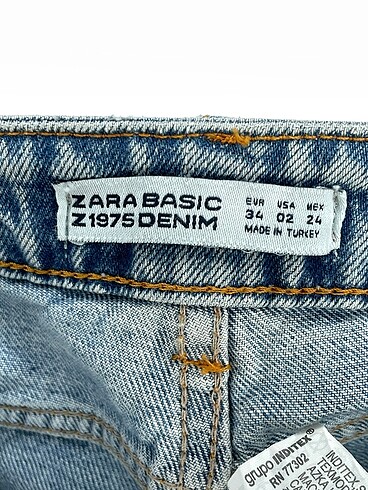 ZARA BASIC
Z1975 DENIM
EUR USA MEX
34 02 24
MADE IN TURKEY
grupo INDITEX®
RN 77302